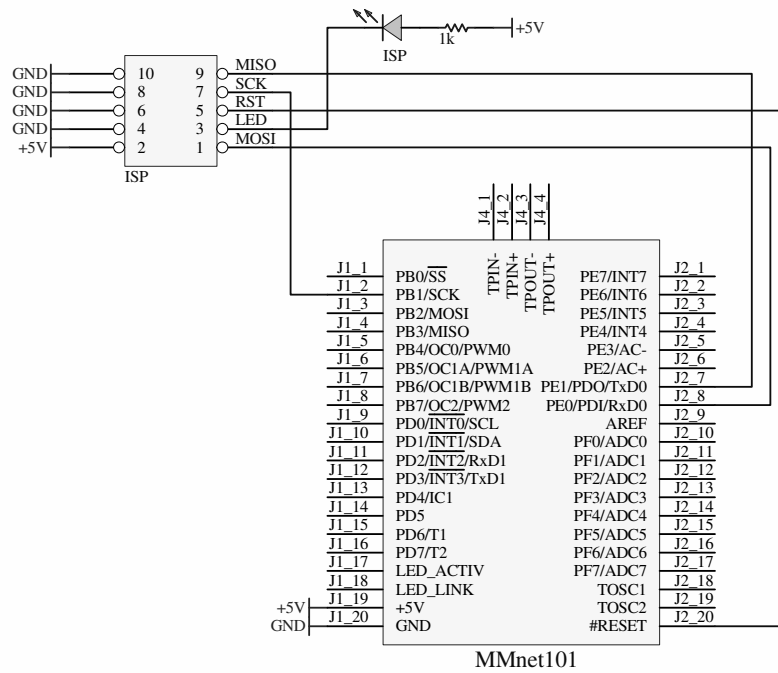 ISP
1k
+5V
GND 10 9 MISO
GND 8 7 SCK
GND 6 5 RST
GND 4 3 LED
+5V 2 1 MOSI
ISP
J4_1 J4_2 J4_3 J4_4
TPIN- TPIN+ TPOUT- TPOUT+
J1_1 PB0/SS PE7/INT7 J2_1
J1_2 PB1/SCK PE6/INT6 J2_2
J1_3 PB2/MOSI PE5/INT5 J2_3
J1_4 PB3/MISO PE4/INT4 J2_4
J1_5 PB4/OC0/PWM0 PE3/AC- J2_5
J1_6 PB5/OC1A/PWM1A PE2/AC+ J2_6
J1_7 PB6/OC1B/PWM1B PE1/PDO/TxD0 J2_7
J1_8 PB7/OC2/PWM2 PE0/PDI/RxD0 J2_8
J1_9 PD0/INT0/SCL AREF J2_9
J1_10 PD1/INT1/SDA PF0/ADC0 J2_10
J1_11 PD2/INT2/RxD1 PF1/ADC1 J2_11
J1_12 PD3/INT3/TxD1 PF2/ADC2 J2_12
J1_13 PD4/IC1 PF3/ADC3 J2_13
J1_14 PD5 PF4/ADC4 J2_14
J1_15 PD6/T1 PF5/ADC5 J2_15
J1_16 PD7/T2 PF6/ADC6 J2_16
J1_17 LED_ACTIV PF7/ADC7 J2_17
J1_18 LED_LINK TOSC1 J2_18
+5V J1_19 +5V TOSC2 J2_19
GND J1_20 GND #RESET J2_20
MMnet101